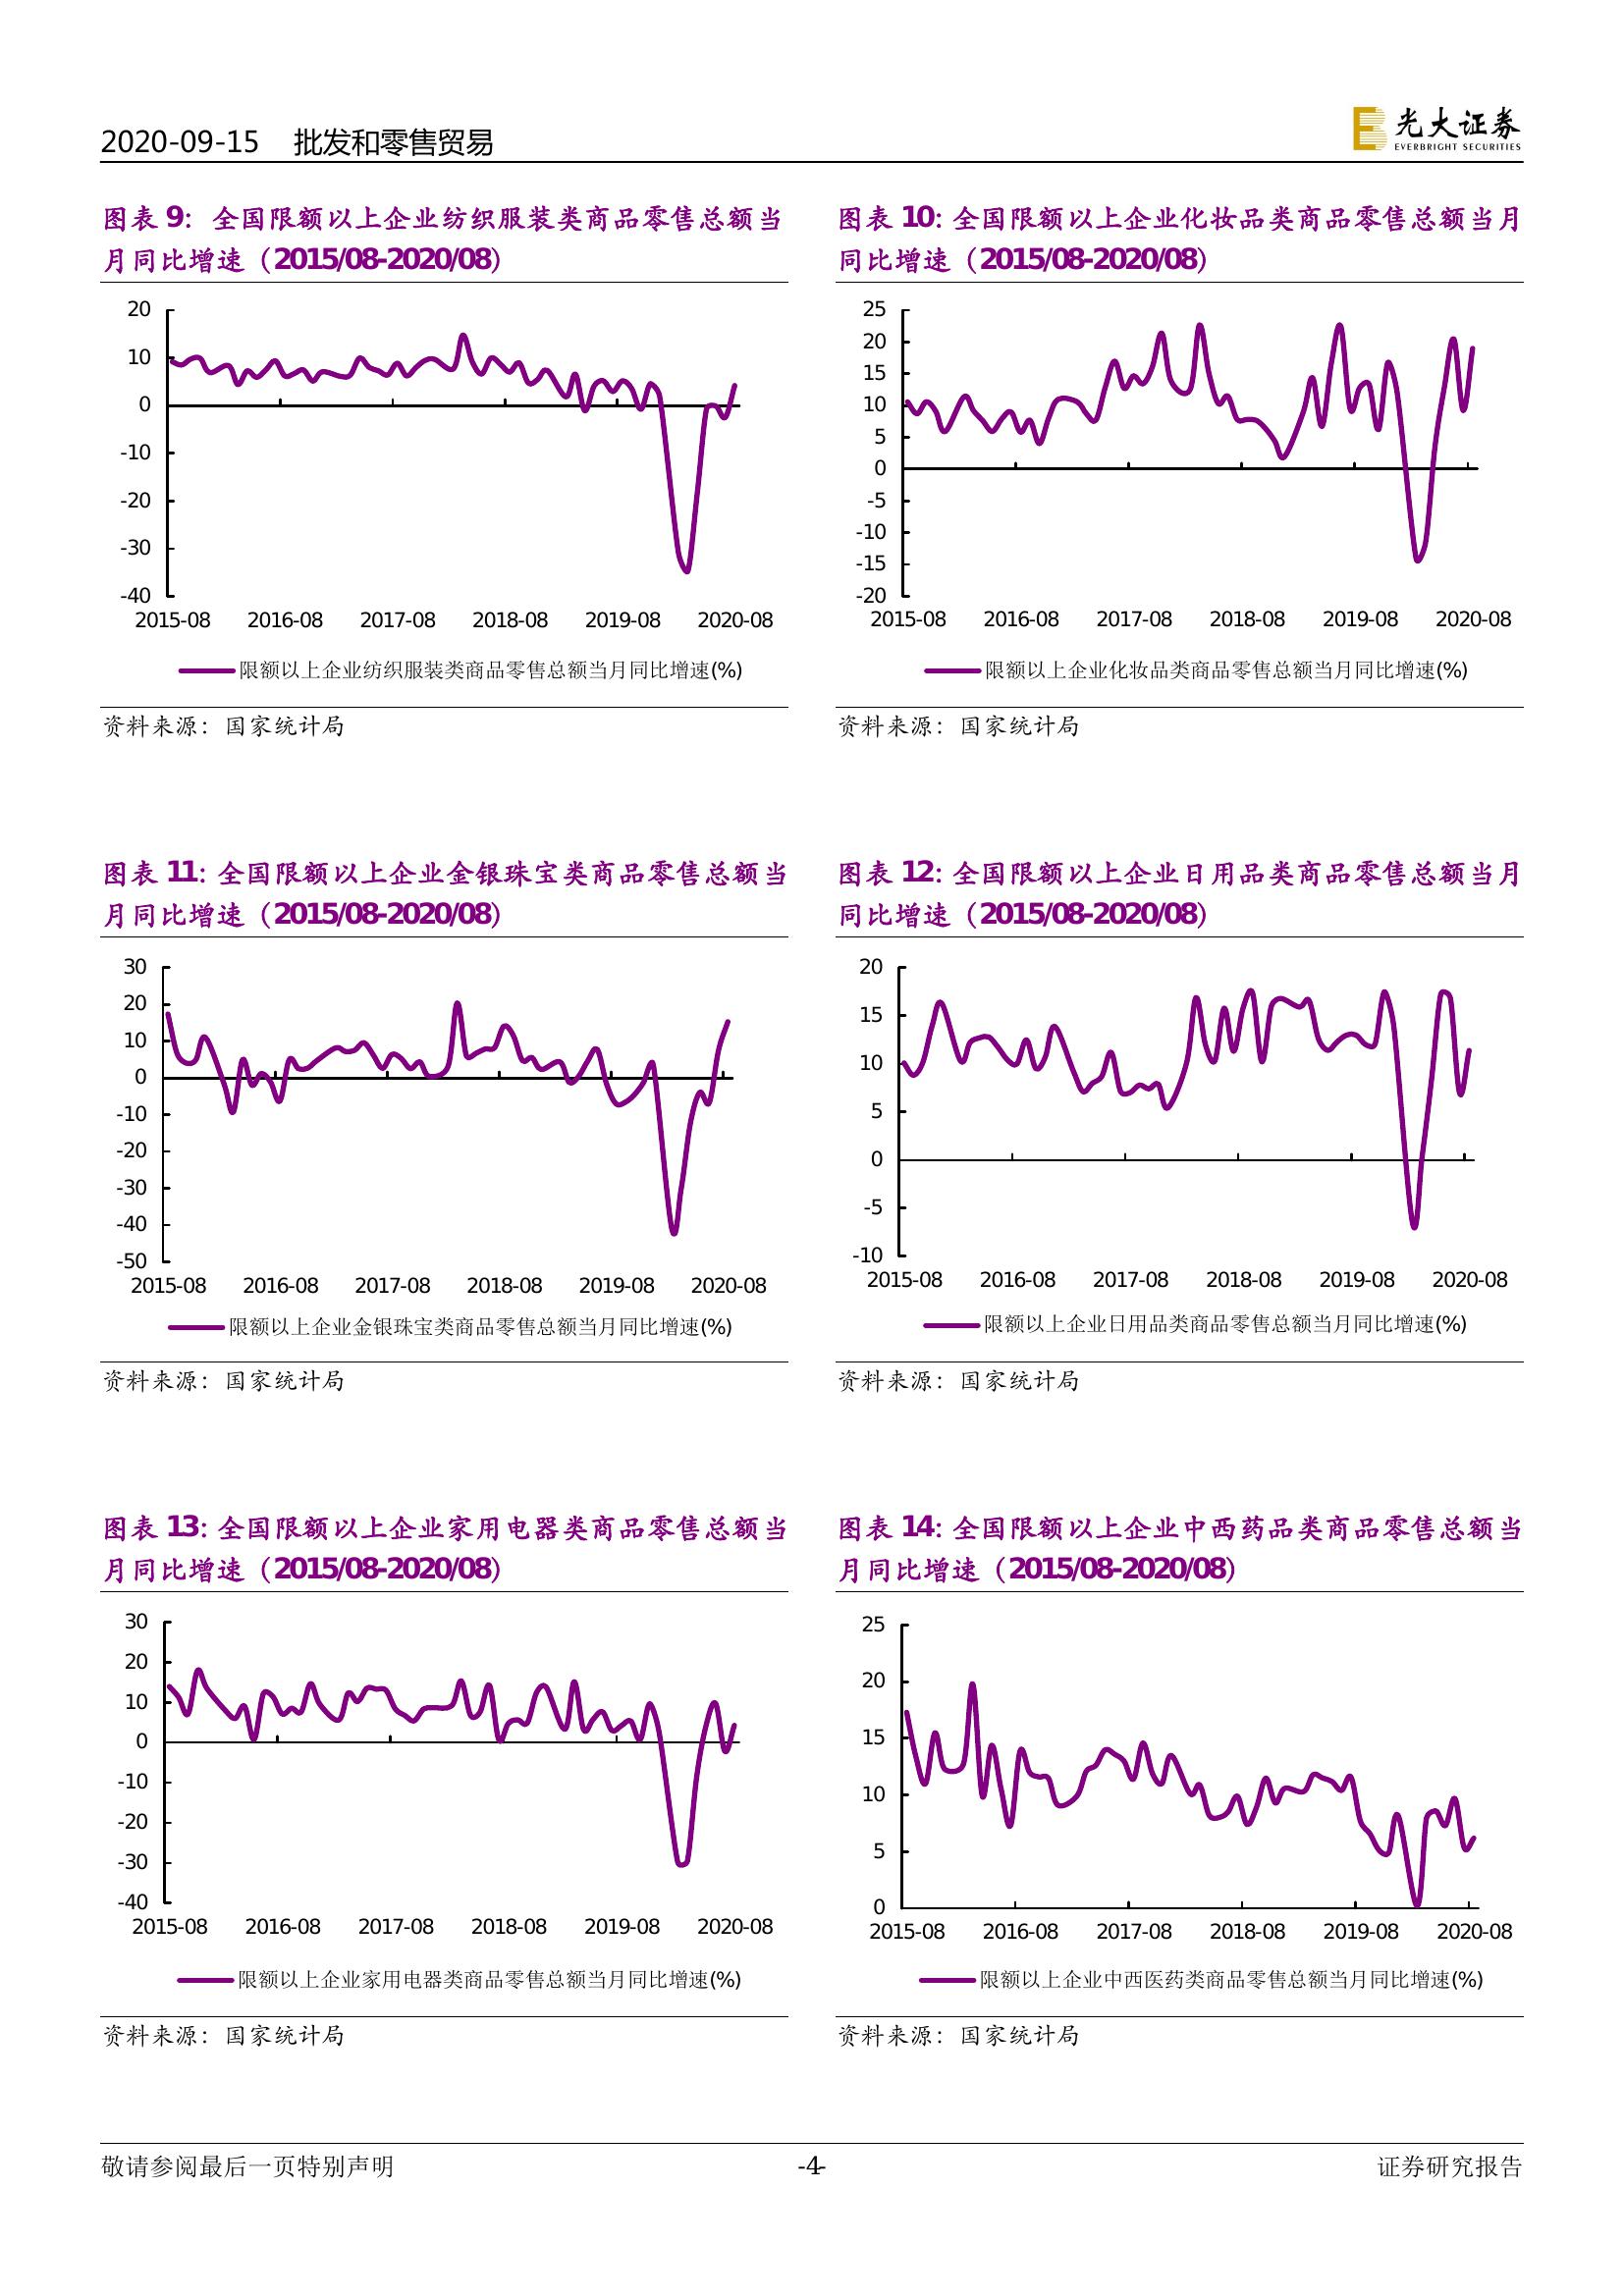 2020-09-15 批发和零售贸易
光大证券
EVERBRIGHT SECURITIES
图表 9：全国限额以上企业纺织服装类商品零售总额当
月同比增速（2015/08-2020/08）
20
10
0
-10
-20
-30
-40
2015-08 2016-08 2017-08 2018-08 2019-08 2020-08
限额以上企业纺织服装类商品零售总额当月同比增速(%)
资料来源：国家统计局
图表 10：全国限额以上企业化妆品类商品零售总额当月
同比增速（2015/08-2020/08）
25
20
15
10
5
0
-5
-10
-15
-20
2015-08 2016-08 2017-08 2018-08 2019-08 2020-08
限额以上企业化妆品类商品零售总额当月同比增速(%)
资料来源：国家统计局
图表 11：全国限额以上企业金银珠宝类商品零售总额当
月同比增速（2015/08-2020/08）
30
20
10
0
-10
-20
-30
-40
-50
2015-08 2016-08 2017-08 2018-08 2019-08 2020-08
限额以上企业金银珠宝类商品零售总额当月同比增速(%)
资料来源：国家统计局
图表 12：全国限额以上企业日用品类商品零售总额当月
同比增速（2015/08-2020/08）
20
15
10
5
0
-5
-10
2015-08 2016-08 2017-08 2018-08 2019-08 2020-08
限额以上企业日用品类商品零售总额当月同比增速(%)
资料来源：国家统计局
图表 13：全国限额以上企业家用电器类商品零售总额当
月同比增速（2015/08-2020/08）
30
20
10
0
-10
-20
-30
-40
2015-08 2016-08 2017-08 2018-08 2019-08 2020-08
限额以上企业家用电器类商品零售总额当月同比增速(%)
资料来源：国家统计局
图表 14：全国限额以上企业中西药品类商品零售总额当
月同比增速（2015/08-2020/08）
25
20
15
10
5
0
2015-08 2016-08 2017-08 2018-08 2019-08 2020-08
限额以上企业中西医药类商品零售总额当月同比增速(%)
资料来源：国家统计局
敬请参阅最后一页特别声明 -4- 证券研究报告